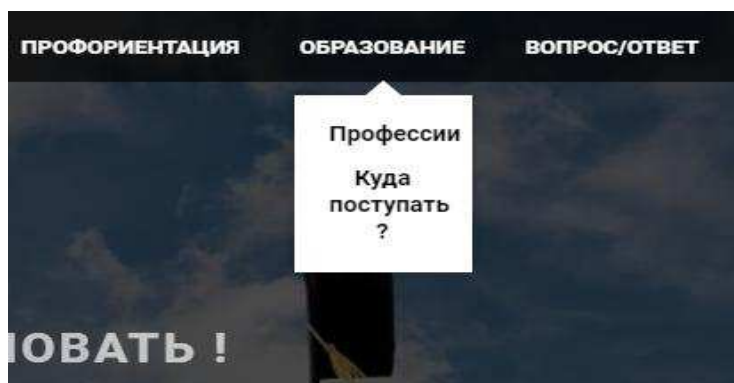 ПРОФОРИЕНТАЦИЯ ОБРАЗОВАНИЕ ВОПРОС/ОТВЕТ
Профессии
Куда
поступать
?
ОВАТЬ !